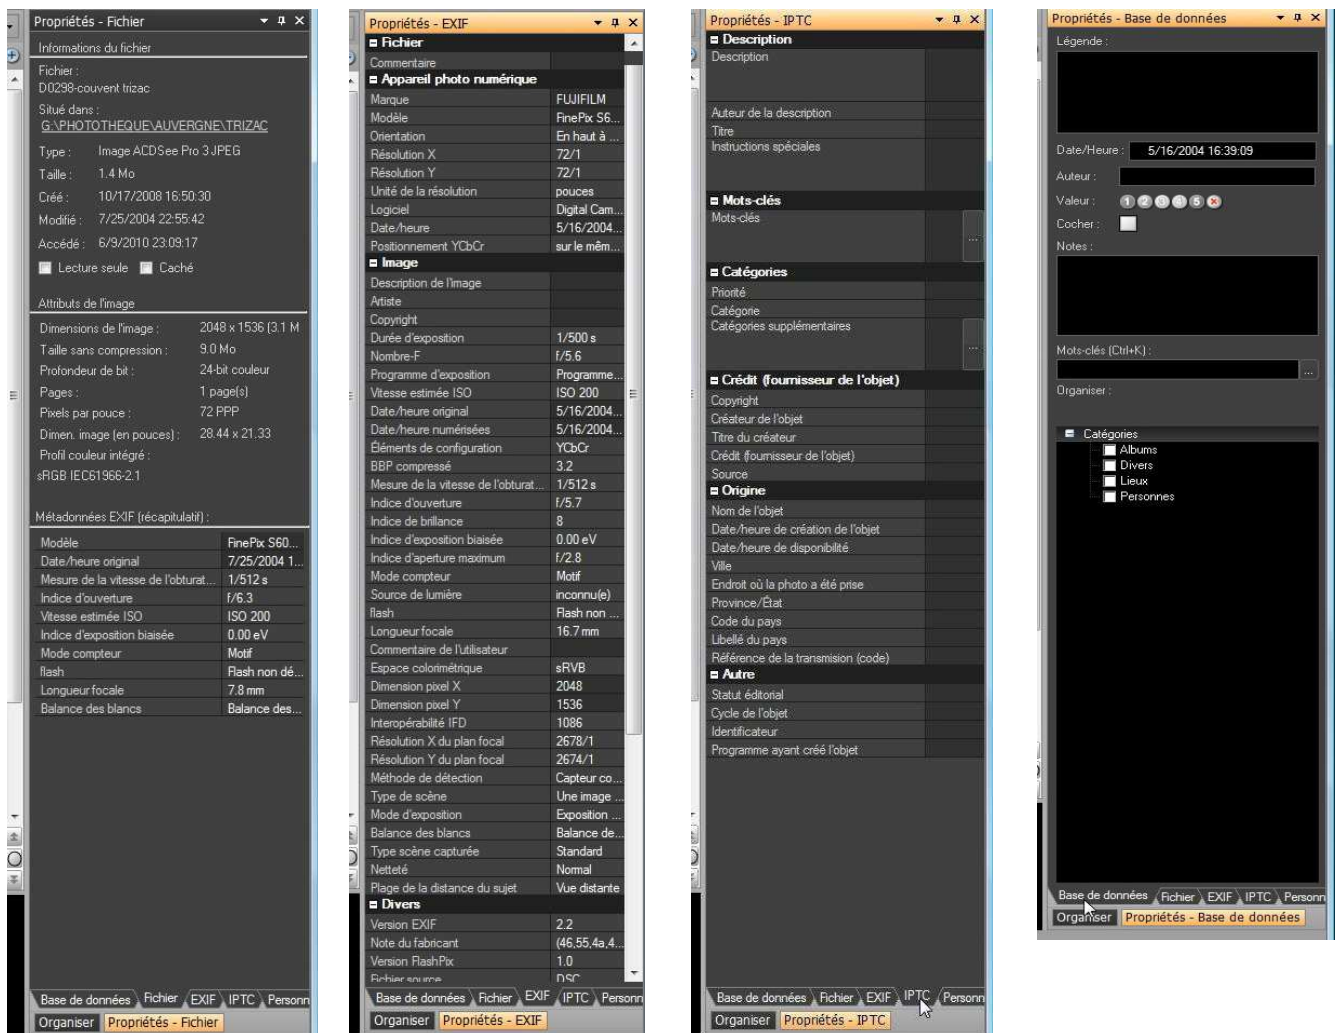 Propriétés - Fichier
Informations du fichier
Fichier :
D0298-couvent trizac
Situé dans :
G:\PHOTOTHEQUE\AUVERGNE\TRIZAC
Type : Image ACDSee Pro 3 JPEG
Taille : 1.4 Mo
Créé : 10/17/2008 16:50:30
Modifié : 7/25/2004 22:55:42
Accédé : 6/9/2010 23:09:17
Lecture seule Caché
Attributs de l'image
Dimensions de l'image : 2048 x 1536 (3.1 M
Taille sans compression : 9.0 Mo
Profondeur de bit : 24-bit couleur
Pages : 1 page(s)
Pixels par pouce : 72 PPP
Dimen. image (en pouces) : 28.44 x 21.33
Profil couleur intégré :
sRGB IEC61966-2.1
Métadonnées EXIF (récapitulatif) :
Modèle FinePix S60...
Date/heure original 7/25/2004 1...
Mesure de la vitesse de l'obturat... 1/512 s
Indice d'ouverture f/6.3
Vitesse estimée ISO ISO 200
Indice d'exposition biaisée 0.00 eV
Mode compteur Motif
flash Flash non dé...
Longueur focale 7.8 mm
Balance des blancs Balance des...
Base de données Fichier EXIF IPTC Personn
Organiser Propriétés - Fichier
Propriétés - EXIF
Fichier
Commentaire
Appareil photo numérique
Marque FUJIFILM
Modèle FinePix S6...
Orientation En haut à ...
Résolution X 72/1
Résolution Y 72/1
Unité de la résolution pouces
Logiciel Digital Cam...
Date/heure 5/16/2004...
Positionnement YCbCr sur le mêm...
Image
Description de l'image
Artiste
Copyright
Durée d'exposition 1/500 s
Nombre-F f/5.6
Programme d'exposition Programme...
Vitesse estimée ISO ISO 200
Date/heure original 5/16/2004...
Date/heure numérisées 5/16/2004...
Éléments de configuration YCbCr
BBP compressé 3.2
Mesure de la vitesse de l'obturat... 1/512 s
Indice d'ouverture f/5.7
Indice de brillance 8
Indice d'exposition biaisée 0.00 eV
Indice d'aperture maximum f/2.8
Mode compteur Motif
Source de lumière inconnu(e)
flash Flash non ...
Longueur focale 16.7 mm
Commentaire de l'utilisateur
Espace colorimétrique sRVB
Dimension pixel X 2048
Dimension pixel Y 1536
Interopérabilité IFD 1086
Résolution X du plan focal 2678/1
Résolution Y du plan focal 2674/1
Méthode de détection Capteur co...
Type de scène Une image ...
Mode d'exposition Exposition ...
Balance des blancs Balance de...
Type scène capturée Standard
Netteté Normal
Plage de la distance du sujet Vue distante
Divers
Version EXIF 2.2
Note du fabricant (46,55,4a,4...
Version FlashPix 1.0
Fichier source DSC
Base de données Fichier EXIF IPTC Personn
Organiser Propriétés - EXIF
Propriétés - IPTC
Description
Description
Auteur de la description
Titre
Instructions spéciales
Mots-clés
Mots-clés
...
Catégories
Priorité
Catégorie
Catégories supplémentaires
...
Crédit (fournisseur de l'objet)
Copyright
Créateur de l'objet
Titre du créateur
Crédit (fournisseur de l'objet)
Source
Origine
Nom de l'objet
Date/heure de création de l'objet
Date/heure de disponibilité
Ville
Endroit où la photo a été prise
Province/État
Code du pays
Libellé du pays
Référence de la transmision (code)
Autre
Statut éditorial
Cycle de l'objet
Identificateur
Programme ayant créé l'objet
Base de données Fichier EXIF IPTC Personn
Organiser Propriétés - IPTC
Propriétés - Base de données
Légende :
Date/Heure : 5/16/2004 16:39:09
Auteur :
Valeur : 1 2 3 4 5
Cocher :
Notes :
Mots-clés (Ctrl+K) :
...
Organiser :
Catégories
Albums
Divers
Lieux
Personnes
Base de données Fichier EXIF IPTC Personn
Organiser Propriétés - Base de données